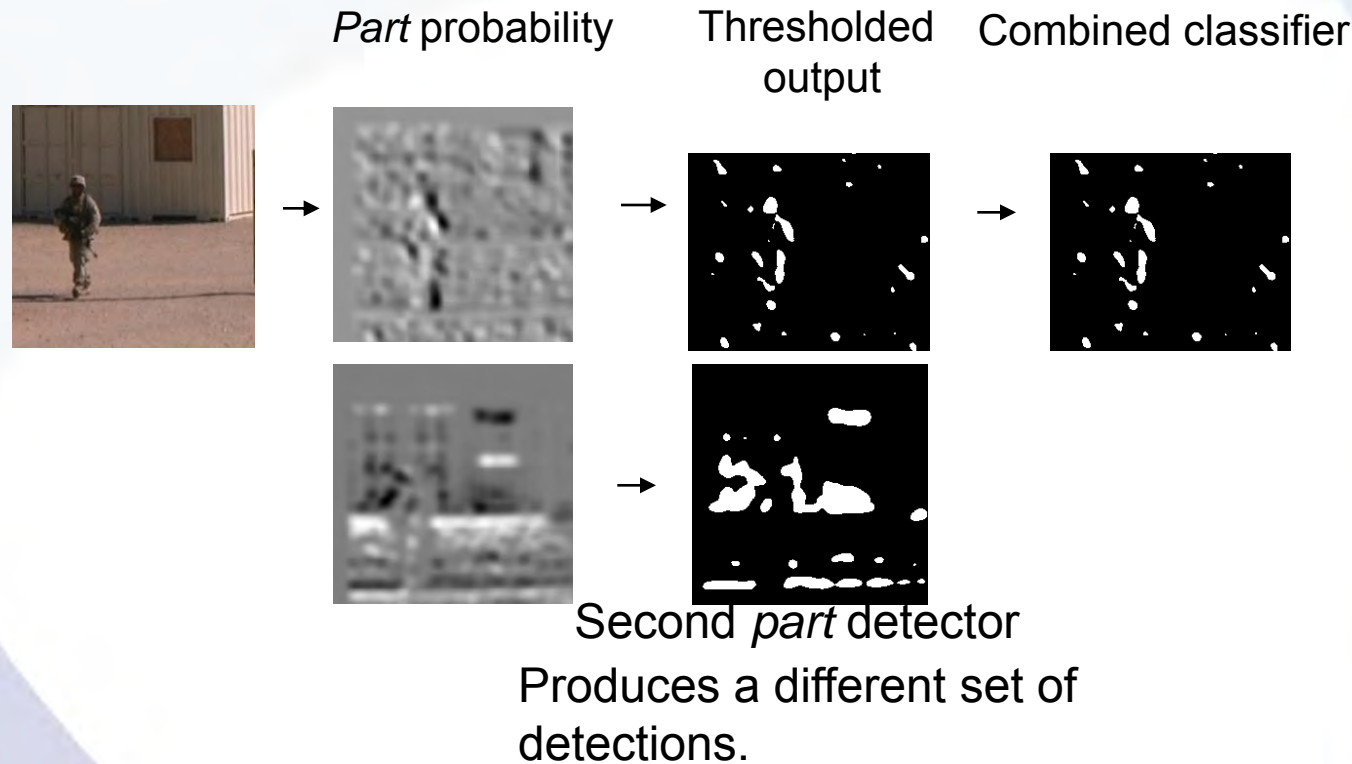 Part probability
Thresholded
output
Combined classifier
Second part detector
Produces a different set of
detections.